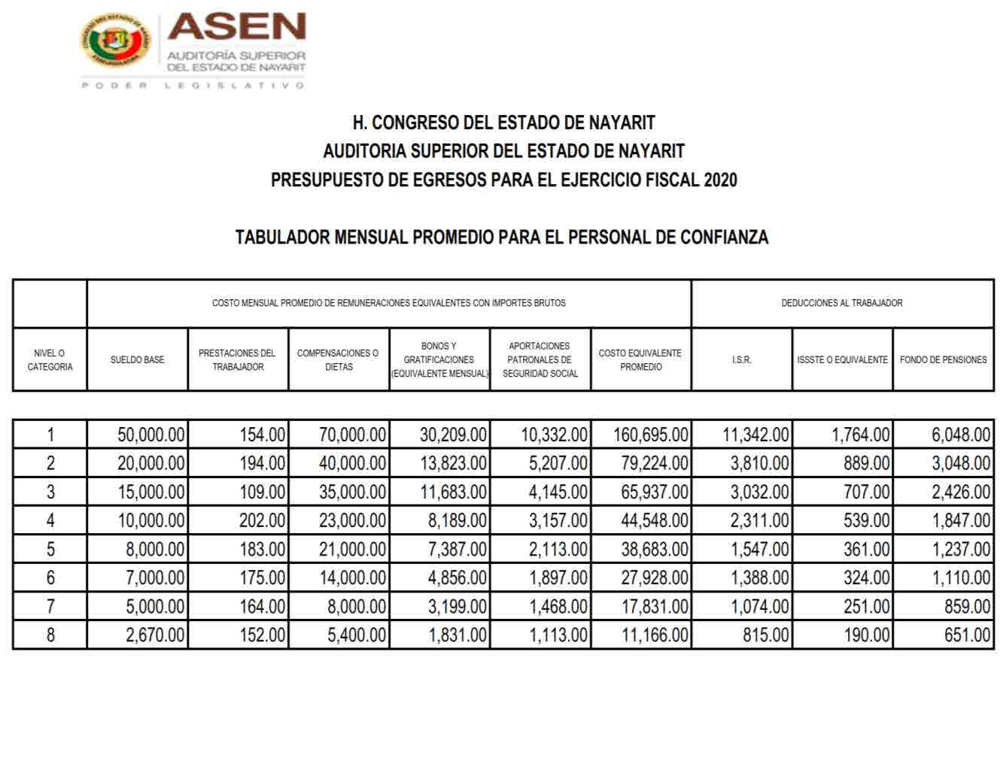 ASEN
AUDITORÍA SUPERIOR
DEL ESTADO DE NAYARIT
PODER LEGISLATIVO
H. CONGRESO DEL ESTADO DE NAYARIT
AUDITORIA SUPERIOR DEL ESTADO DE NAYARIT
PRESUPUESTO DE EGRESOS PARA EL EJERCICIO FISCAL 2020
TABULADOR MENSUAL PROMEDIO PARA EL PERSONAL DE CONFIANZA
COSTO MENSUAL PROMEDIO DE REMUNERACIONES EQUIVALENTES CON IMPORTES BRUTOS DEDUCCIONES AL TRABAJADOR
NIVEL O
CATEGORIA
SUELDO BASE
PRESTACIONES DEL
TRABAJADOR
COMPENSACIONES O
DIETAS
BONOS Y
GRATIFICACIONES
(EQUIVALENTE MENSUAL)
APORTACIONES
PATRONALES DE
SEGURIDAD SOCIAL
COSTO EQUIVALENTE
PROMEDIO
I.S.R.
ISSSTE O EQUIVALENTE
FONDO DE PENSIONES
1 50,000.00 154.00 70,000.00 30,209.00 10,332.00 160,695.00 11,342.00 1,764.00 6,048.00
2 20,000.00 194.00 40,000.00 13,823.00 5,207.00 79,224.00 3,810.00 889.00 3,048.00
3 15,000.00 109.00 35,000.00 11,683.00 4,145.00 65,937.00 3,032.00 707.00 2,426.00
4 10,000.00 202.00 23,000.00 8,189.00 3,157.00 44,548.00 2,311.00 539.00 1,847.00
5 8,000.00 183.00 21,000.00 7,387.00 2,113.00 38,683.00 1,547.00 361.00 1,237.00
6 7,000.00 175.00 14,000.00 4,856.00 1,897.00 27,928.00 1,388.00 324.00 1,110.00
7 5,000.00 164.00 8,000.00 3,199.00 1,468.00 17,831.00 1,074.00 251.00 859.00
8 2,670.00 152.00 5,400.00 1,831.00 1,113.00 11,166.00 815.00 190.00 651.00